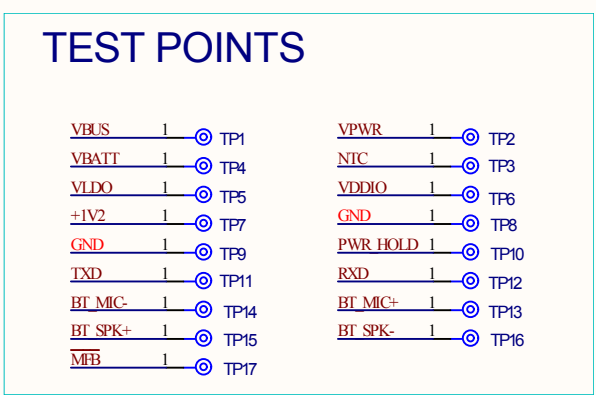 TEST POINTS
VBUS 1 TP1 VPWR 1 TP2
VBATT 1 TP4 NTC 1 TP3
VLDO 1 TP5 VDDIO 1 TP6
+1V2 1 TP7 GND 1 TP8
GND 1 TP9 PWR_HOLD 1 TP10
TXD 1 TP11 RXD 1 TP12
BT_MIC- 1 TP14 BT_MIC+ 1 TP13
BT_SPK+ 1 TP15 BT_SPK- 1 TP16
MFB 1 TP17